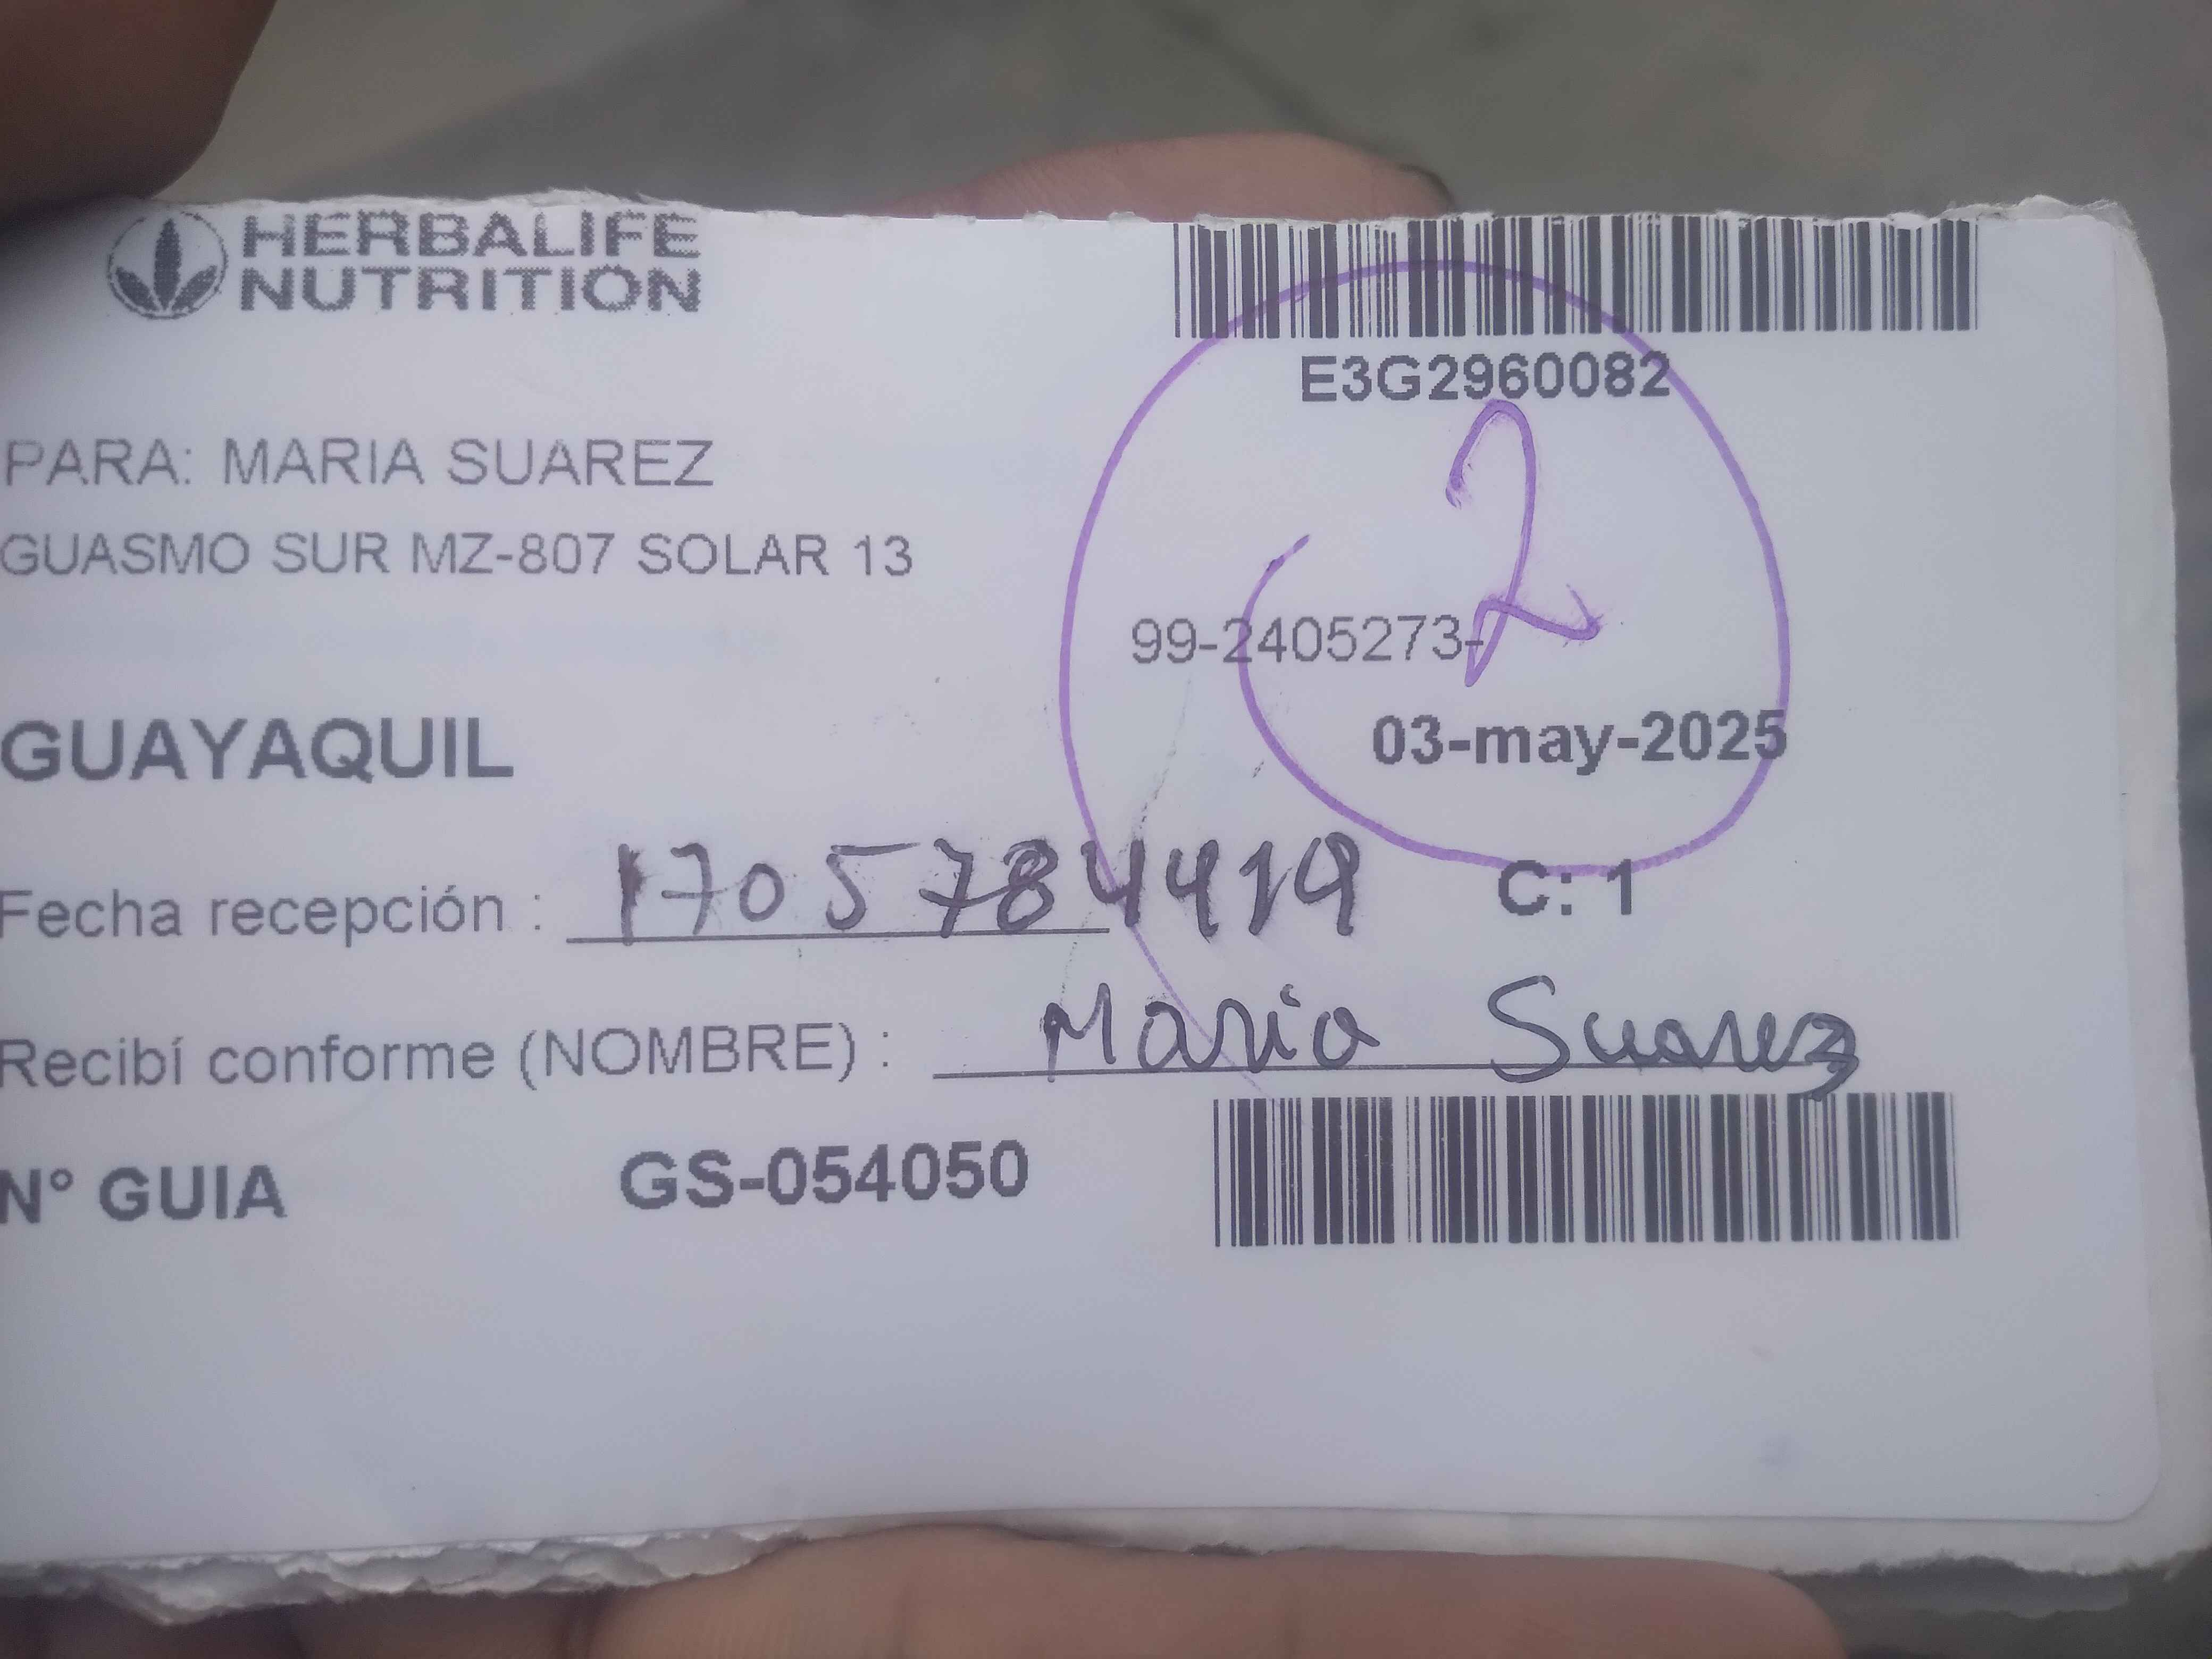 HERBALIFE
NUTRITION
E3G2960082
PARA: MARIA SUAREZ
GUASMO SUR MZ-807 SOLAR 13
2
99-2405273-
GUAYAQUIL
03-may-2025
Fecha recepción : 1705784419
C: 1
Recibí conforme (NOMBRE) : Maria Suarez
N° GUIA GS-054050